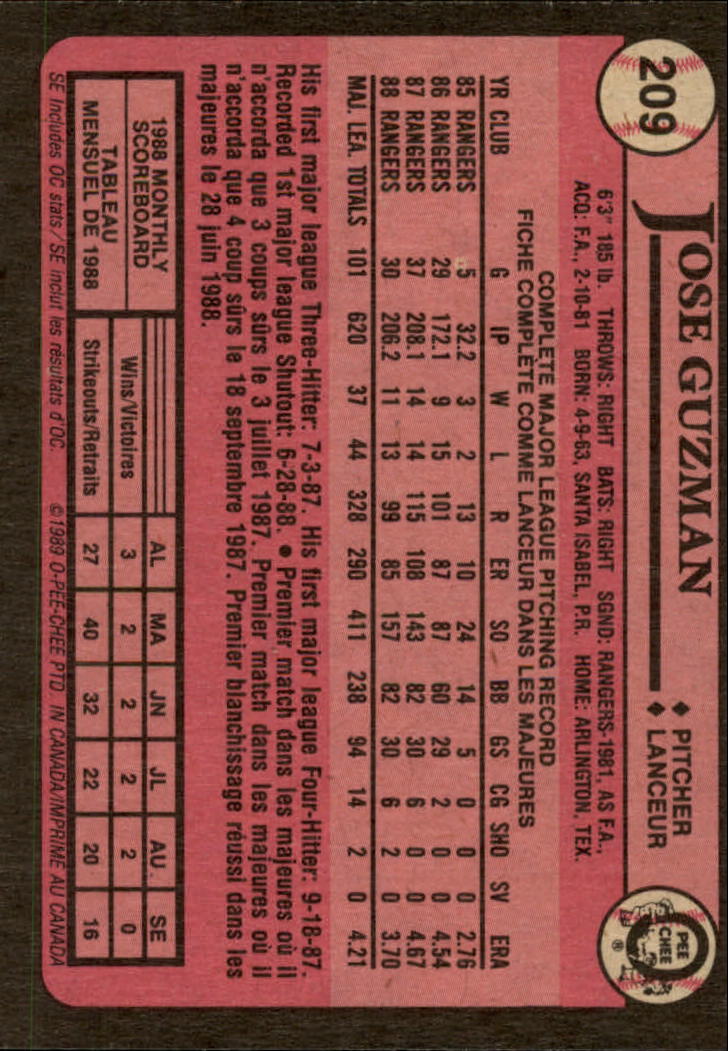 209
JOSE GUZMAN
♦ PITCHER
♦ LANCEUR
O
PEE
CHEE
®
6'3" 185 lb. THROWS: RIGHT BATS: RIGHT SGND: RANGERS-1981, AS F.A.,
ACQ: F.A., 2-10-81 BORN: 4-9-63, SANTA ISABEL, P.R. HOME: ARLINGTON, TEX.
COMPLETE MAJOR LEAGUE PITCHING RECORD
FICHE COMPLÈTE COMME LANCEUR DANS LES MAJEURES
YR CLUB G IP W L R ER SO BB GS CG SHO SV ERA
85 RANGERS 5 32.2 3 2 13 10 24 14 5 0 0 0 2.76
86 RANGERS 29 172.1 9 15 101 87 87 60 29 2 0 0 4.54
87 RANGERS 37 208.1 14 14 115 108 143 82 30 6 0 0 4.67
88 RANGERS 30 206.2 11 13 99 85 157 82 30 6 2 0 3.70
MAJ. LEA. TOTALS 101 620 37 44 328 290 411 238 94 14 2 0 4.21
His first major league Three-Hitter: 7-3-87. His first major league Four-Hitter: 9-18-87.
Recorded 1st major league Shutout: 6-28-88. • Premier match dans les majeures où il
n'accorda que 3 coups sûrs le 3 juillet 1987. Premier match dans les majeures où il
n'accorda que 4 coup sûrs le 18 septembre 1987. Premier blanchissage réussi dans les
majeures le 28 juin 1988.
1988 MONTHLY
SCOREBOARD
TABLEAU
MENSUEL DE 1988
AL MA JN JL AU. SE
Wins/Victoires 3 2 2 2 2 0
Strikeouts/Retraits 27 40 32 22 20 16
SE includes OC stats/SE inclut les résultats d'OC. ©1989 O-PEE-CHEE PTD. IN CANADA/IMPRIMÉ AU CANADA